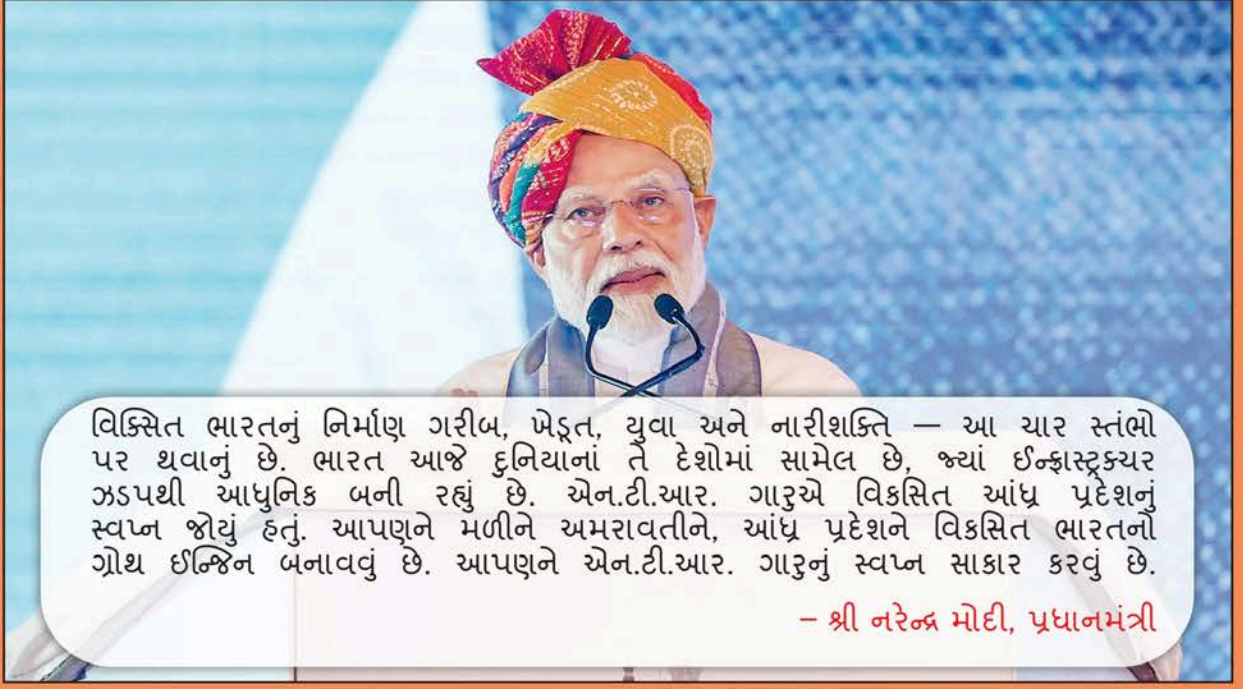 વિક્સિત ભારતનું નિર્માણ ગરીબ, ખેડૂત, યુવા અને નારીશક્તિ — આ ચાર સ્તંભો
પર થવાનું છે. ભારત આજે દુનિયાનાં તે દેશોમાં સામેલ છે, જ્યાં ઈન્ફ્રાસ્ટ્રક્ચર
ઝડપથી આધુનિક બની રહ્યું છે. એન.ટી.આર. ગારુએ વિકસિત આંધ્ર પ્રદેશનું
સ્વપ્ન જોયું હતું. આપણને મળીને અમરાવતીને, આંધ્ર પ્રદેશને વિકસિત ભારતનો
ગ્રોથ ઈન્જિન બનાવવું છે. આપણને એન.ટી.આર. ગારુનું સ્વપ્ન સાકાર કરવું છે.
– શ્રી નરેન્દ્ર મોદી, પ્રધાનમંત્રી